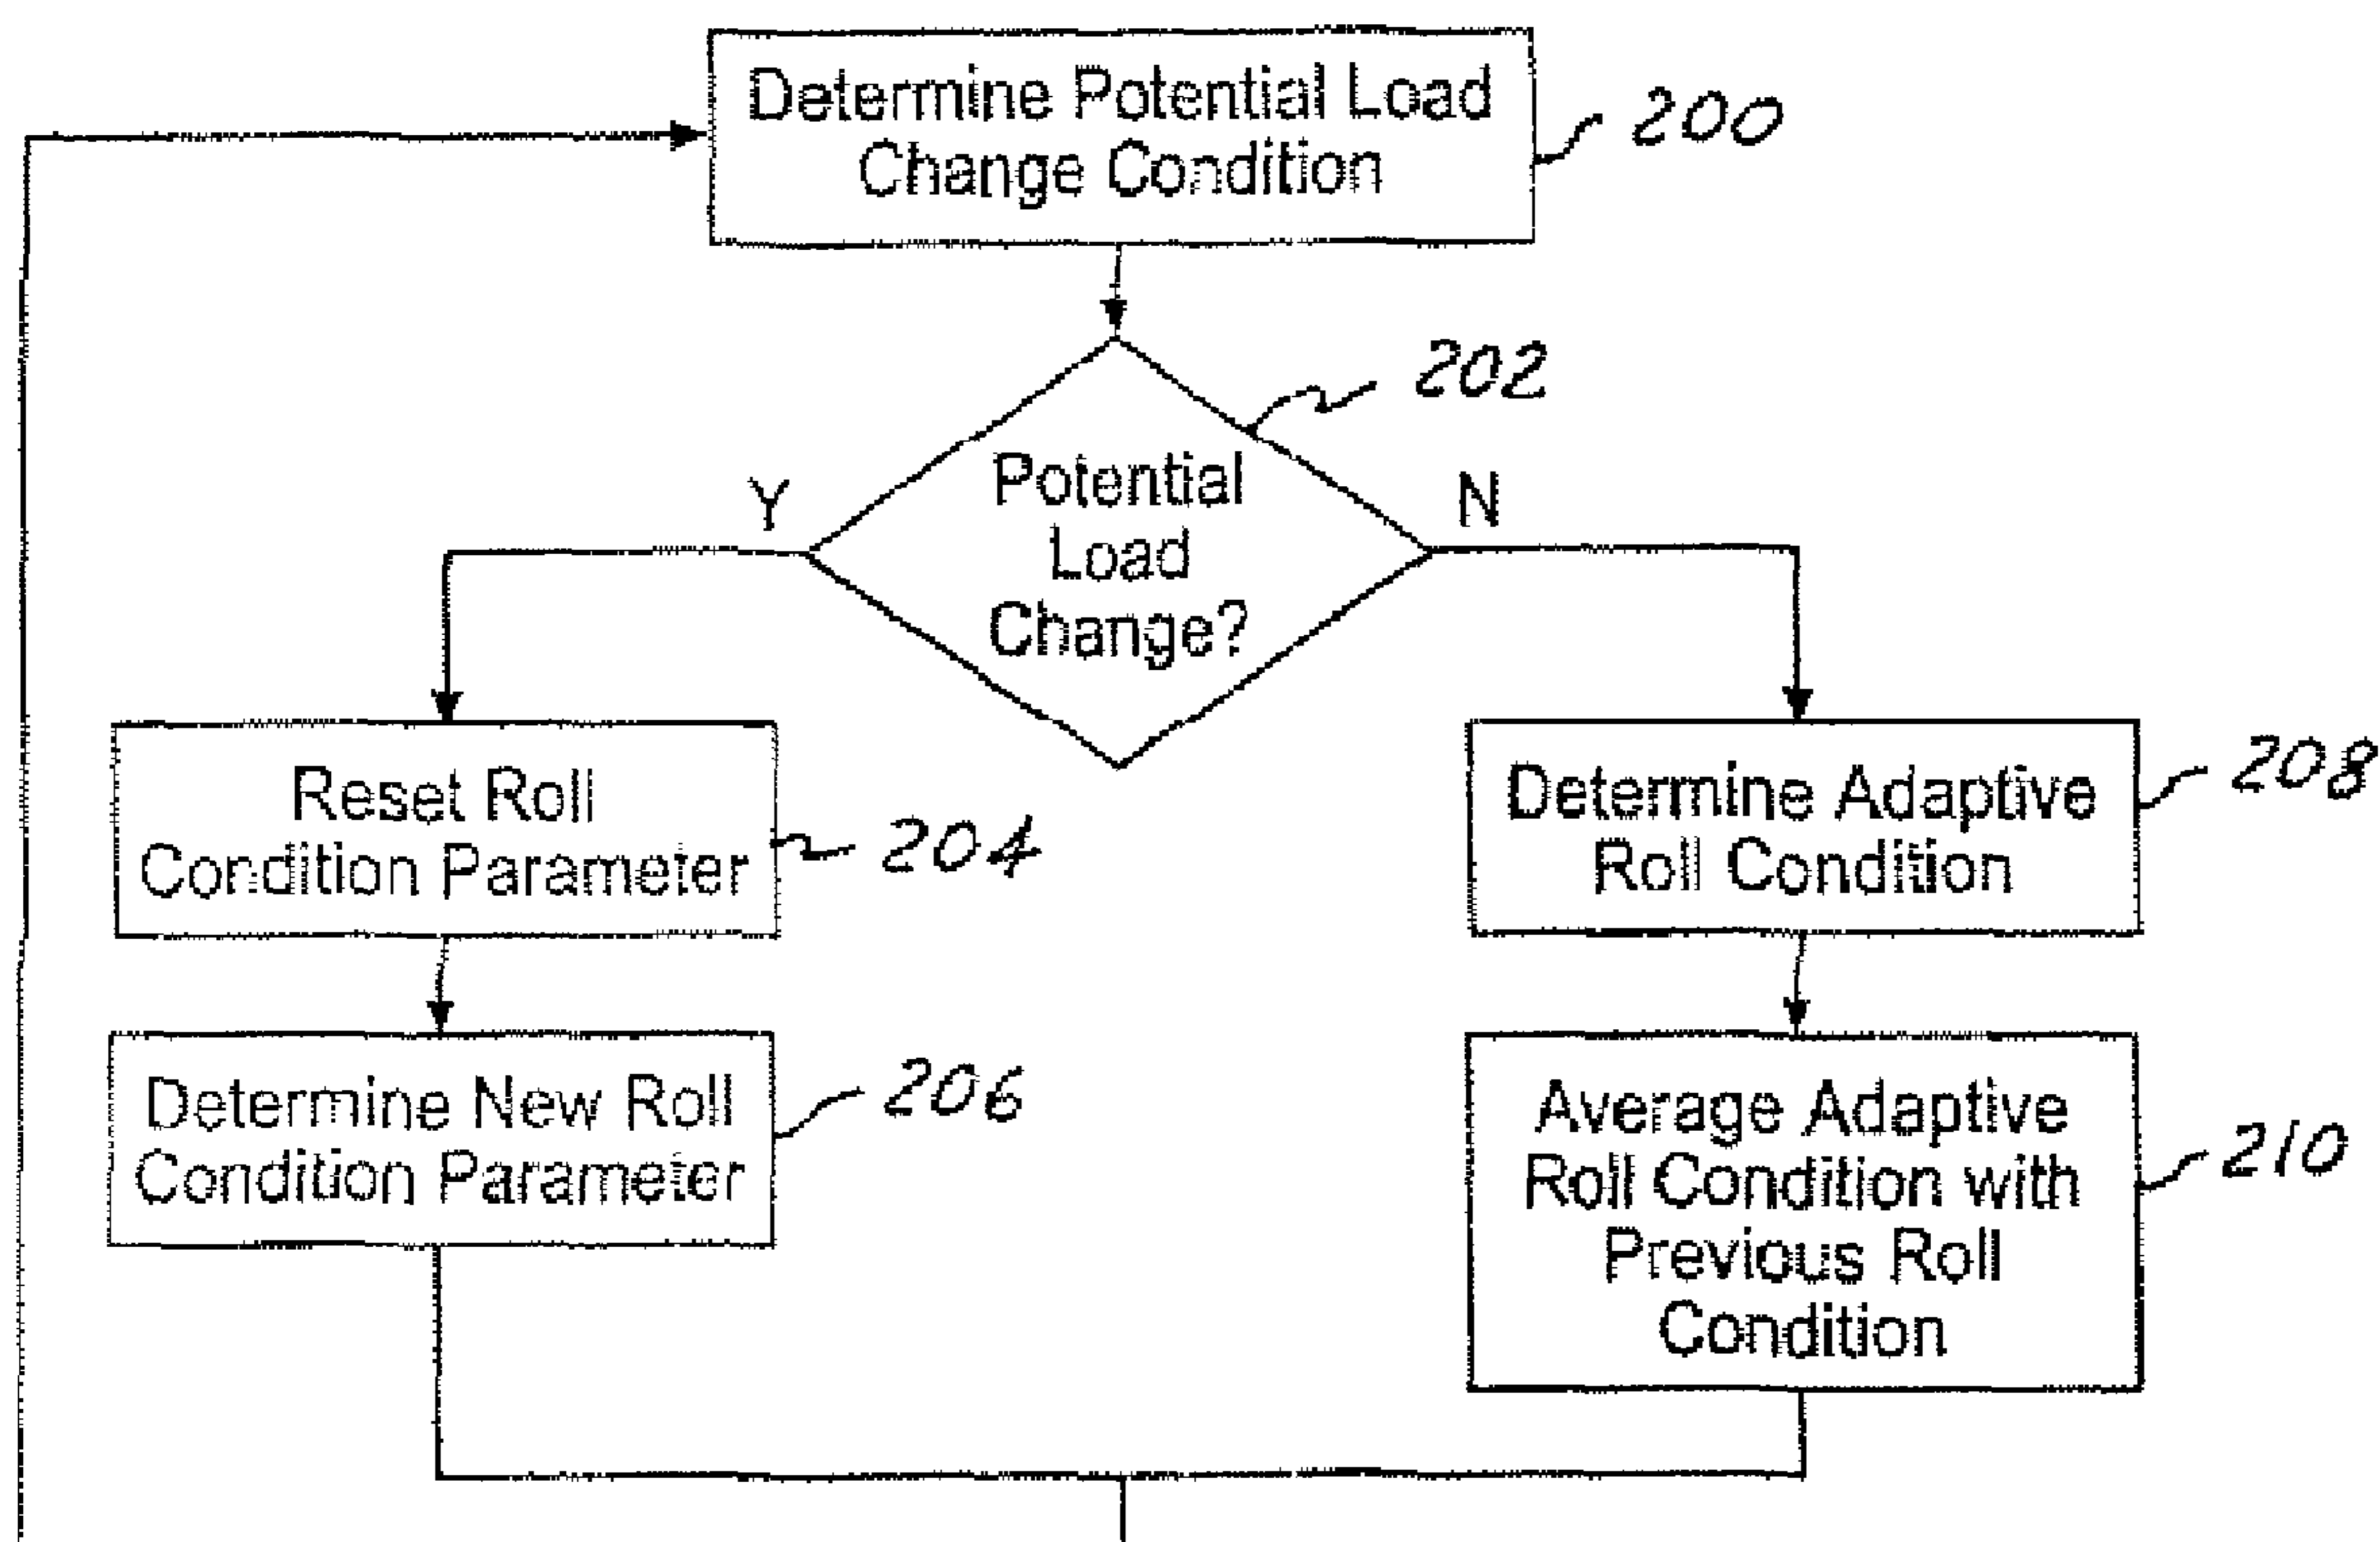 Determine Potential Load
Change Condition
200
202
Potential
Load
Change?
Y
N
Reset Roll
Condition Parameter
204
Determine Adaptive
Roll Condition
208
Determine New Roll
Condition Parameter
206
Average Adaptive
Roll Condition with
Previous Roll
Condition
210